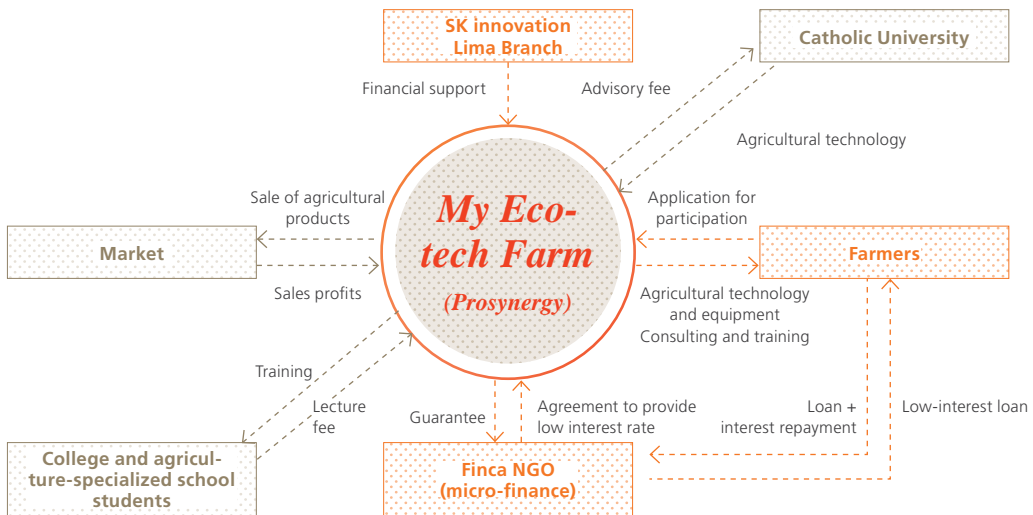 SK innovation
Lima Branch
Catholic University
Financial support
Advisory fee
Agricultural technology
Sale of agricultural
products
My Eco-
tech Farm
(Prosynergy)
Application for
participation
Market
Farmers
Sales profits
Agricultural technology
and equipment
Consulting and training
Training
Lecture
fee
Guarantee
Agreement to provide
low interest rate
Loan +
interest repayment
Low-interest loan
College and agricul-
ture-specialized school
students
Finca NGO
(micro-finance)